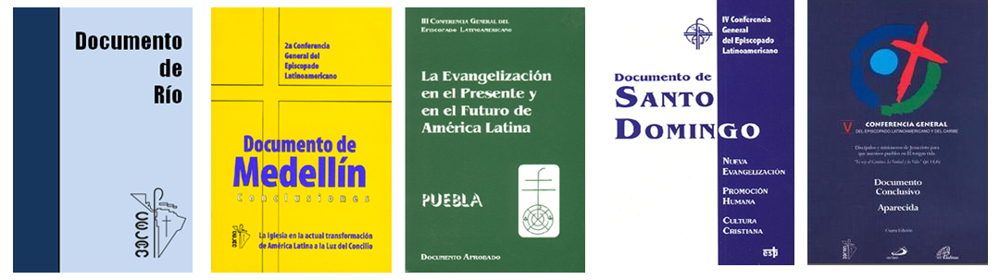 Documento
de
Río
CELAM
2a Conferencia
General del
Episcopado
Latinoamericano
Documento de
Medellín
Conclusiones
CELAM
La Iglesia en la actual transformación
de América Latina a la Luz del Concilio
III Conferencia General del
Episcopado Latinoamericano
La Evangelización
en el Presente y
en el Futuro de
América Latina
PUEBLA
Documento Aprobado
IV Conferencia
General
del Episcopado
Latinoamericano
Documento de
SANTO
DOMINGO
Nueva
Evangelización
Promoción
Humana
Cultura
Cristiana
V CONFERENCIA GENERAL
DEL EPISCOPADO LATINOAMERICANO Y DEL CARIBE
Discípulos y misioneros de Jesucristo para
que nuestros pueblos en Él tengan vida
"Yo soy el Camino, la Verdad y la Vida" (Jn 14,6)
Documento
Conclusivo
Aparecida
Cuarta Edición